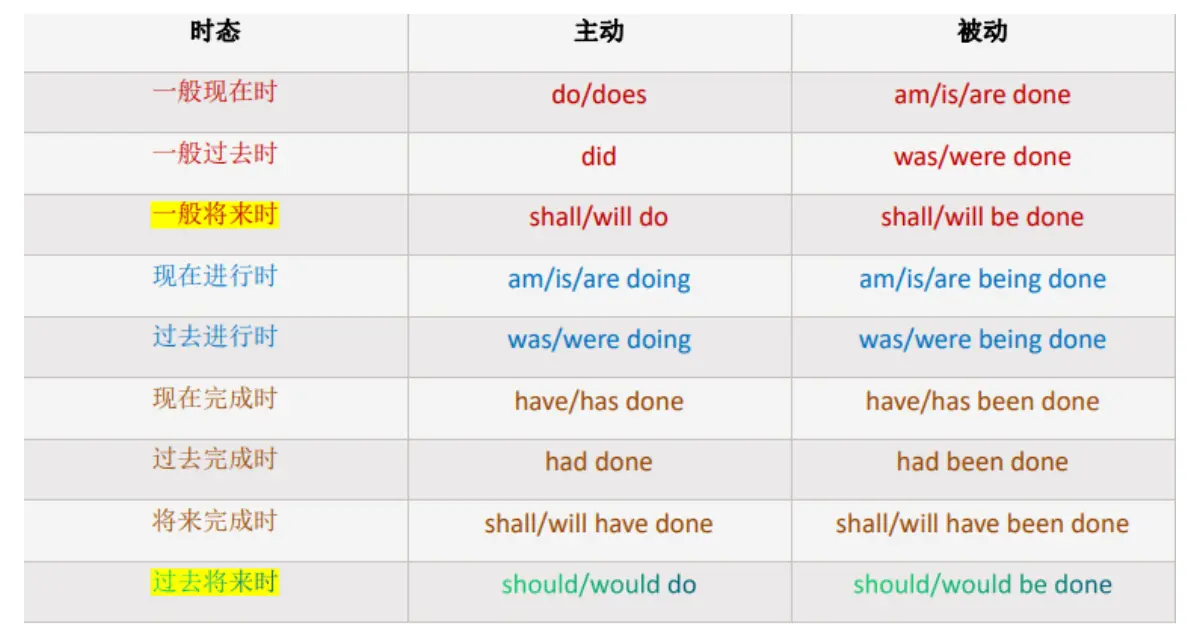 时态 主动 被动
一般现在时 do/does am/is/are done
一般过去时 did was/were done
一般将来时 shall/will do shall/will be done
现在进行时 am/is/are doing am/is/are being done
过去进行时 was/were doing was/were being done
现在完成时 have/has done have/has been done
过去完成时 had done had been done
将来完成时 shall/will have done shall/will have been done
过去将来时 should/would do should/would be done